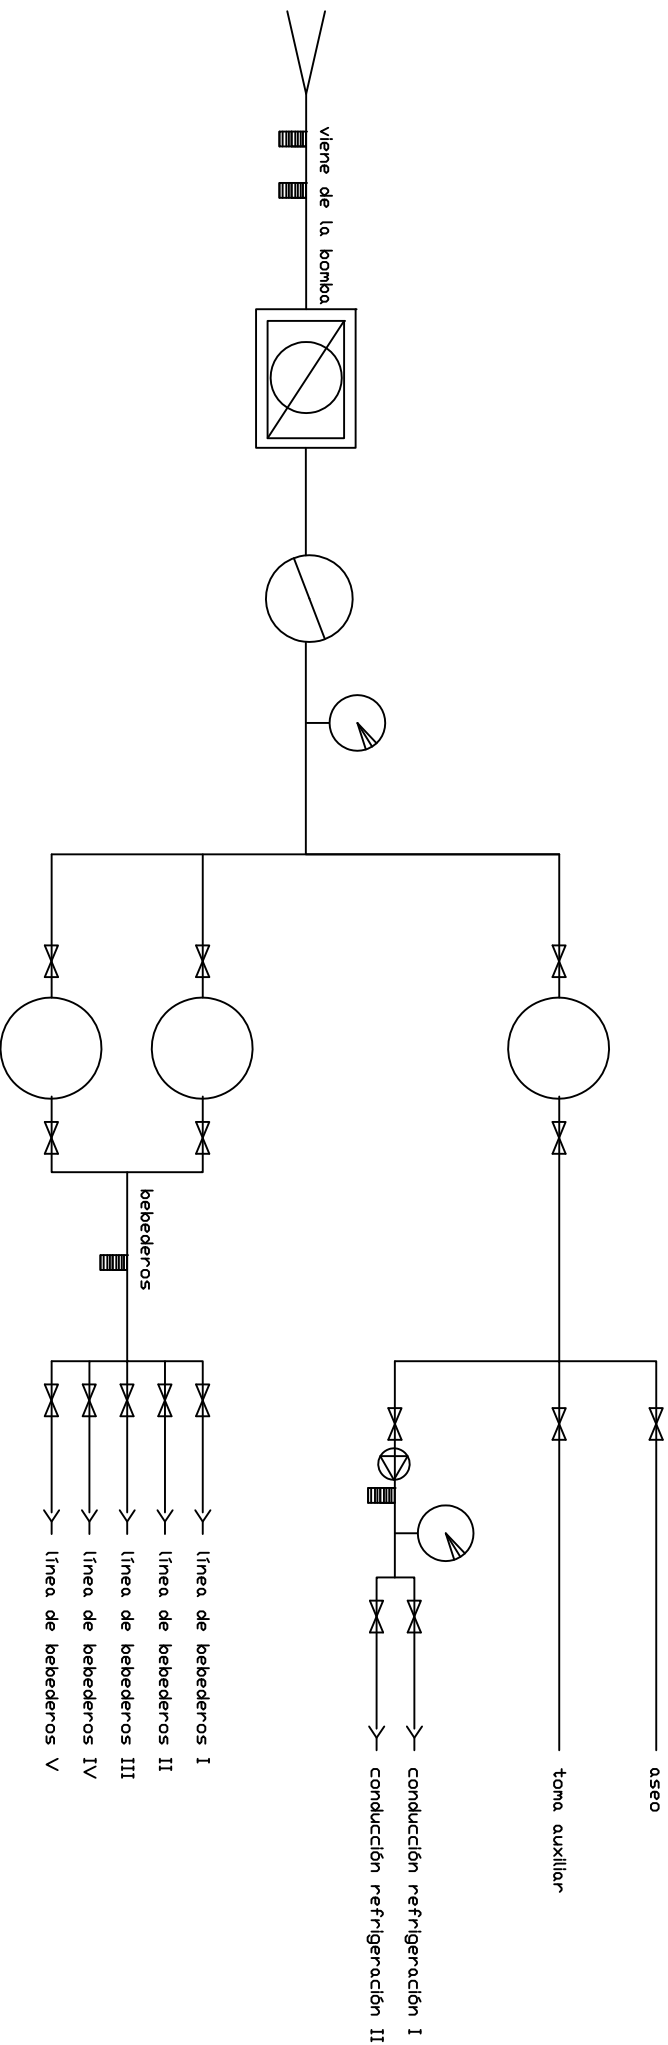 viene de la bomba
aseo
toma auxiliar
conducción refrigeración I
conducción refrigeración II
bebederos
línea de bebederos I
línea de bebederos II
línea de bebederos III
línea de bebederos IV
línea de bebederos V